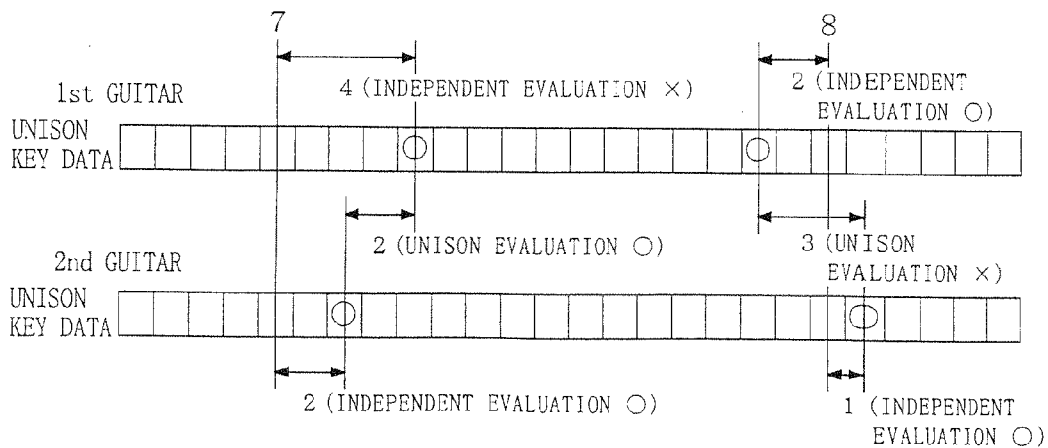 7
8
4 (INDEPENDENT EVALUATION ×)
2 (INDEPENDENT
EVALUATION ○)
1st GUITAR
UNISON
KEY DATA
2 (UNISON EVALUATION ○)
3 (UNISON
EVALUATION ×)
2nd GUITAR
UNISON
KEY DATA
2 (INDEPENDENT EVALUATION ○)
1 (INDEPENDENT
EVALUATION ○)